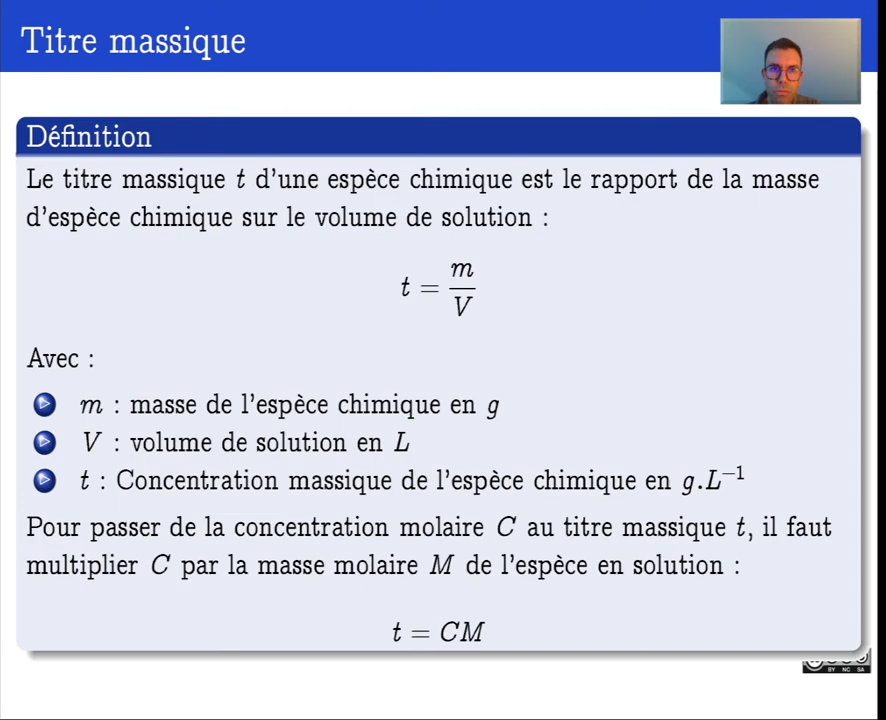 Titre massique
Définition
Le titre massique t d'une espèce chimique est le rapport de la masse
d'espèce chimique sur le volume de solution :
t = m/V
Avec :
m : masse de l'espèce chimique en g
V : volume de solution en L
t : Concentration massique de l'espèce chimique en g.L⁻¹
Pour passer de la concentration molaire C au titre massique t, il faut
multiplier C par la masse molaire M de l'espèce en solution :
t = CM
BY NC SA